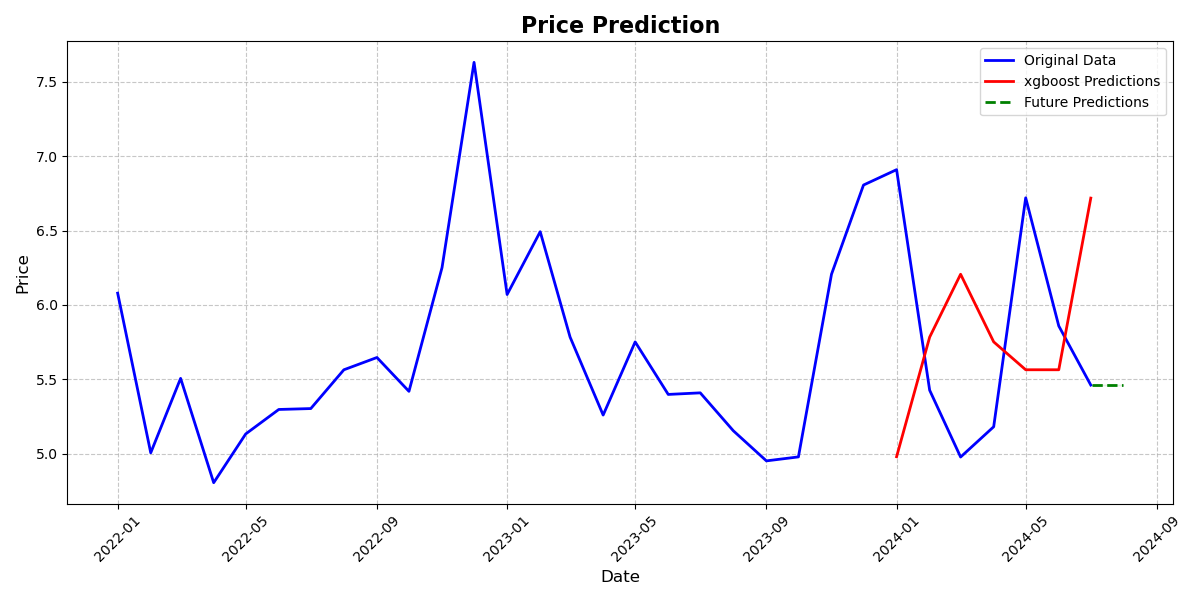 Price Prediction
Original Data
xgboost Predictions
Future Predictions
Price
7.5
7.0
6.5
6.0
5.5
5.0
2022-01
2022-05
2022-09
2023-01
2023-05
2023-09
2024-01
2024-05
2024-09
Date